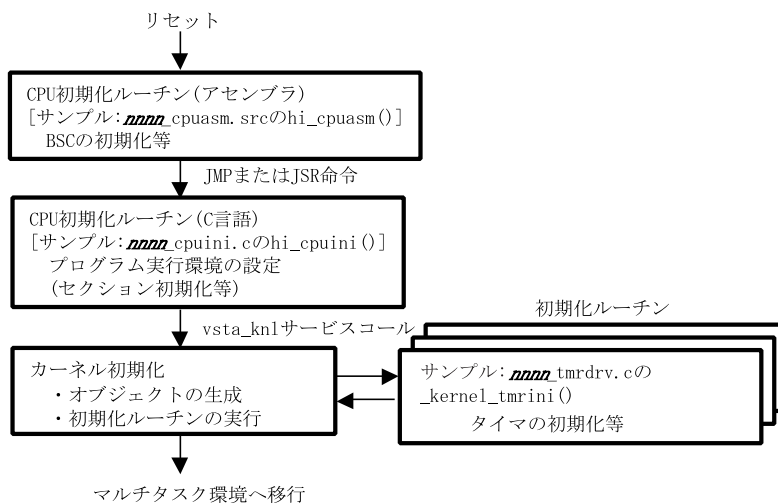 リセット
CPU初期化ルーチン(アセンブラ)
[サンプル:nnnn_cpuasm.srcのhi_cpuasm()]
BSCの初期化等
JMPまたはJSR命令
CPU初期化ルーチン(C言語)
[サンプル:nnnn_cpuini.cのhi_cpuini()]
プログラム実行環境の設定
(セクション初期化等)
vsta_knlサービスコール
初期化ルーチン
カーネル初期化
・オブジェクトの生成
・初期化ルーチンの実行
サンプル:nnnn_tmrdrv.cの
_kernel_tmrini()
タイマの初期化等
マルチタスク環境へ移行